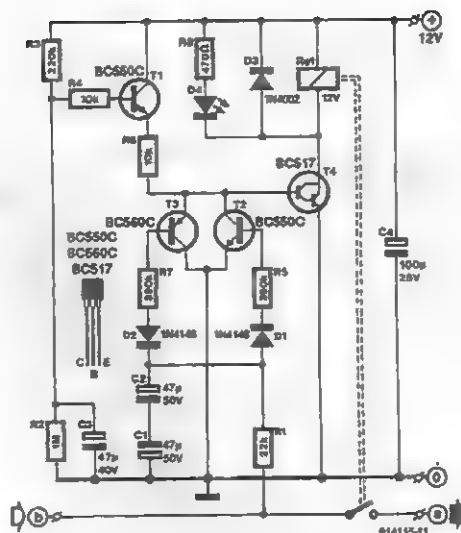 +
12V
R3
220k
R4
10k
BC550C
T1
R8
470Ω
D4
D3
1N4002
Re1
12V
R6
10k
BC517
T4
T3
BC560C
T2
BC550C
C4
100µ
25V
BC550C
BC560C
BC517
C
B
E
R7
R5
D2
1N4148
1N4148
D1
C2
47µ
50V
C1
47µ
50V
R2
1M
C3
47µ
40V
R1
22k
0
b
a